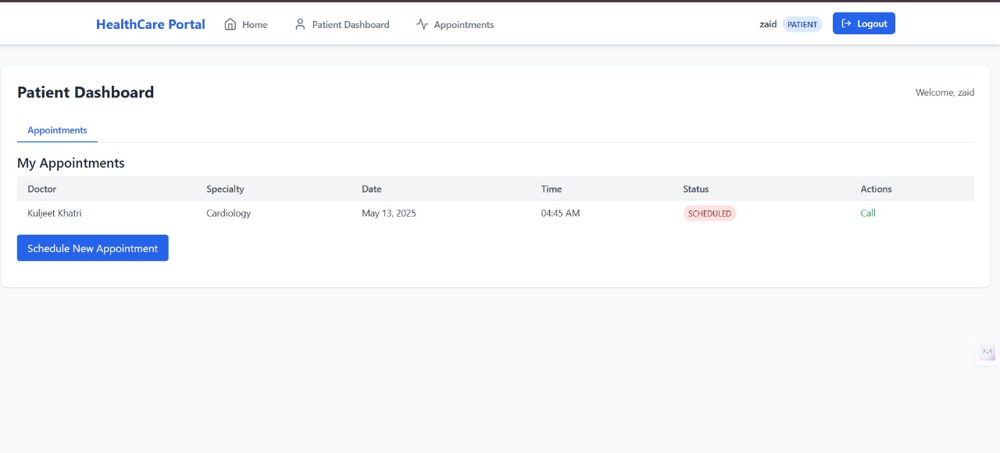 HealthCare Portal Home Patient Dashboard Appointments zaid PATIENT Logout
Patient Dashboard Welcome, zaid
Appointments
My Appointments
Doctor Specialty Date Time Status Actions
Kuljeet Khatri Cardiology May 13, 2025 04:45 AM SCHEDULED Call
Schedule New Appointment